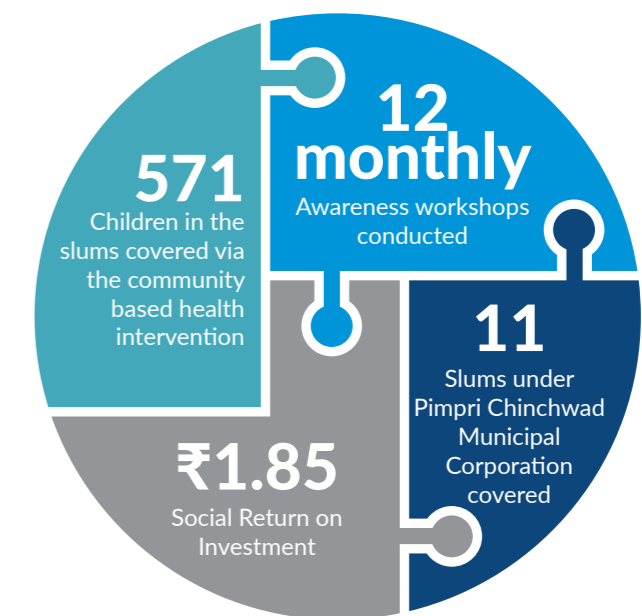 571
Children in the
slums covered via
the community
based health
intervention
12
monthly
Awareness workshops
conducted
₹1.85
Social Return on
Investment
11
Slums under
Pimpri Chinchwad
Municipal
Corporation
covered